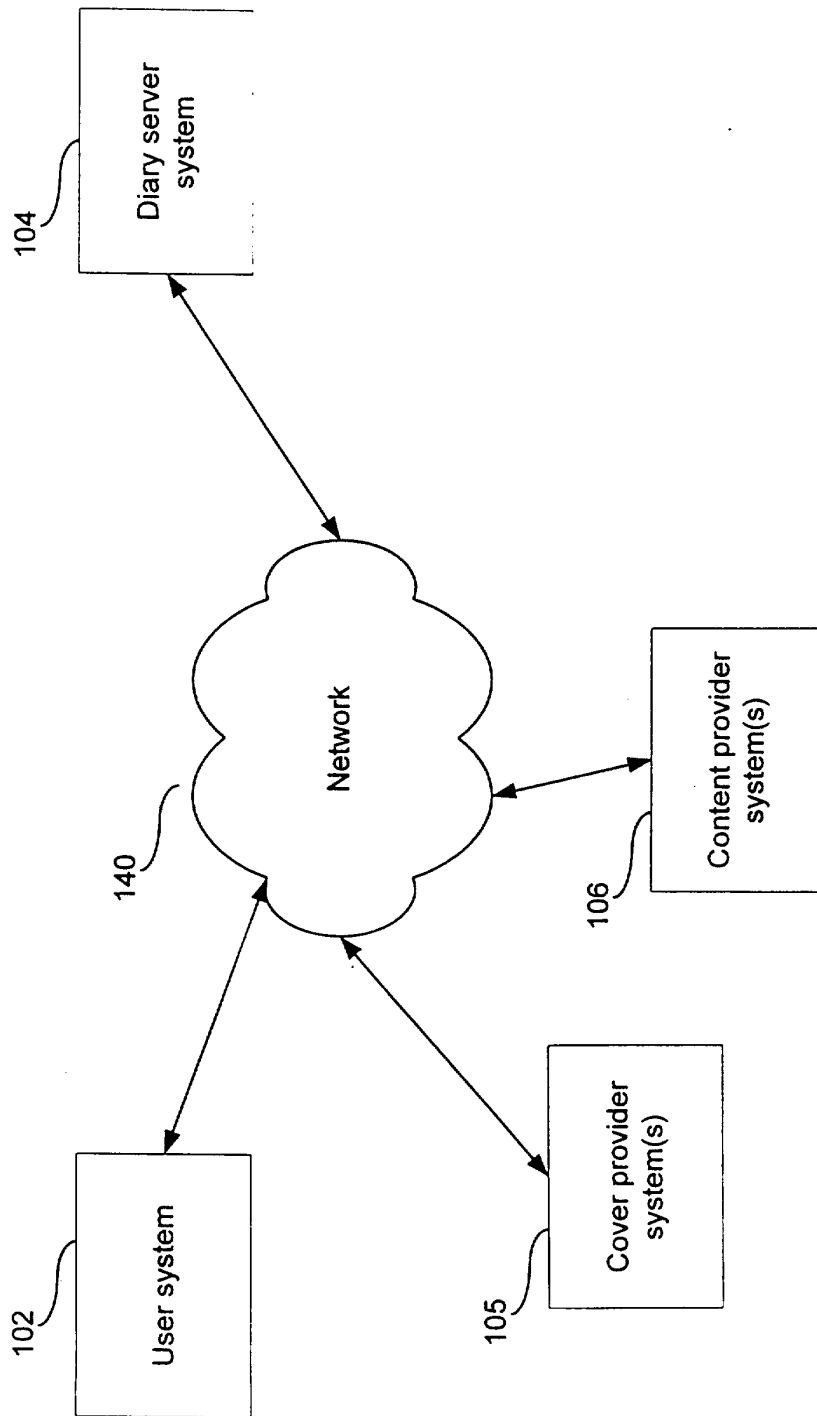 102
User system
140
Network
104
Diary server
system
105
Cover provider
system(s)
106
Content provider
system(s)